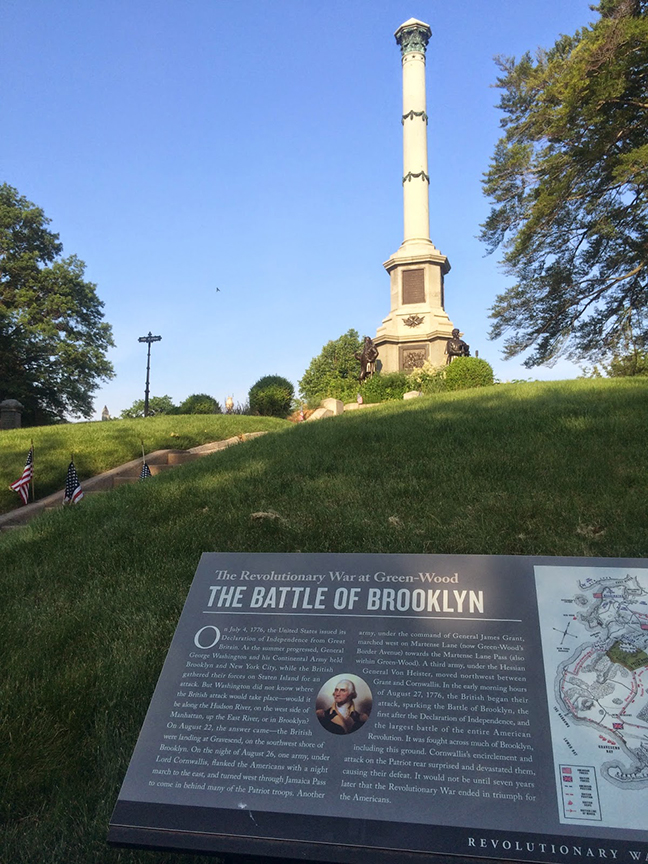 The Revolutionary War at Green-Wood
THE BATTLE OF BROOKLYN
On July 4, 1776, the United States issued its
Declaration of Independence from Great
Britain. As the summer progressed, General
George Washington and his Continental Army held
Brooklyn and New York City, while the British
gathered their forces on Staten Island for an
attack. But Washington did not know where
the British attack would take place—would it
be along the Hudson River, on the west side of
Manhattan, up the East River, or in Brooklyn?
On August 22, the answer came—the British
were landing at Gravesend, on the southwest shore of
Brooklyn. On the night of August 26, one army, under
Lord Cornwallis, flanked the Americans with a night
march to the east, and turned west through Jamaica Pass
to come in behind many of the Patriot troops. Another
army, under the command of General James Grant,
marched west on Martense Lane (now Green-Wood's
Border Avenue) towards the Martense Lane Pass (also
within Green-Wood). A third army, under the Hessian
General Von Heister, moved northwest between
Grant and Cornwallis. In the early morning hours
of August 27, 1776, the British began their
attack, sparking the Battle of Brooklyn, the
first after the Declaration of Independence, and
the largest battle of the entire American
Revolution. It was fought across much of Brooklyn,
including this ground. Cornwallis's encirclement and
attack on the Patriot rear surprised and devastated them,
causing their defeat. It would not be until seven years
later that the Revolutionary War ended in triumph for
the Americans.
GRAVESEND
BAY
REVOLUTIONARY W